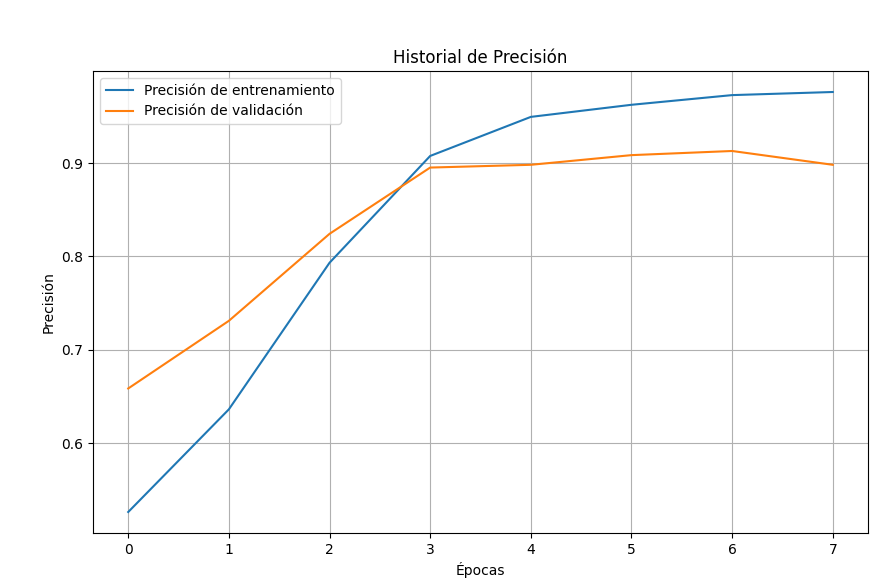 Historial de Precisión
Precisión de entrenamiento
Precisión de validación
0.9
0.8
0.7
0.6
Precisión
0 1 2 3 4 5 6 7
Épocas